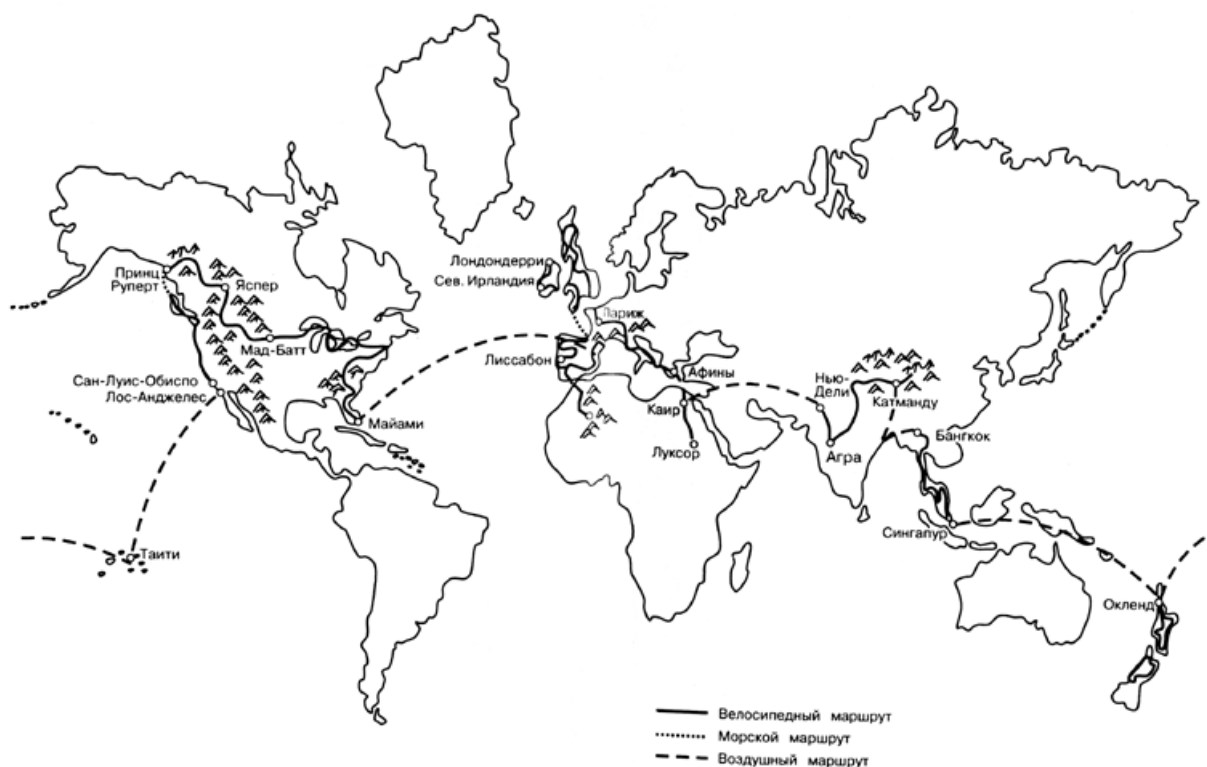 Лондондерри
Сев. Ирландия
Принц
Руперт
Яспер
Париж
Мад-Батт
Лиссабон
Афины
Сан-Луис-Обиспо
Лос-Анджелес
Нью-
Дели
Катманду
Майами
Каир
Луксор
Агра
Бангкок
Сингапур
Таити
Окленд
Велосипедный маршрут
Морской маршрут
Воздушный маршрут